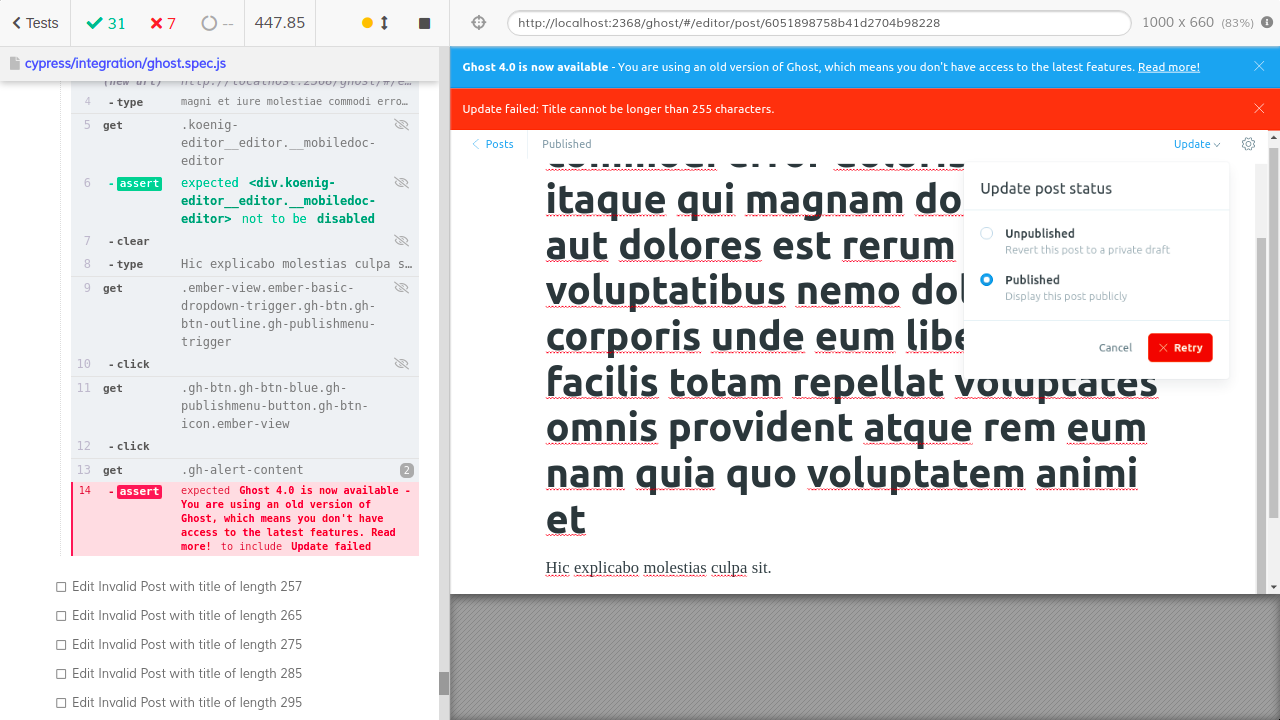 Tests
31
7
--
447.85
http://localhost:2368/ghost/#/editor/post/6051898758b41d2704b98228
1000 x 660 (83%)
cypress/integration/ghost.spec.js
(new url) http://localhost:2368/ghost/#/e…
4 - type magni et iure molestiae commodi erro…
5 get .koenig-
editor__editor.__mobiledoc-
editor
6 - assert expected <div.koenig-
editor__editor.__mobiledoc-
editor> not to be disabled
7 - clear
8 - type Hic explicabo molestias culpa s…
9 get .ember-view.ember-basic-
dropdown-trigger.gh-btn.gh-
btn-outline.gh-publishmenu-
trigger
10 - click
11 get .gh-btn.gh-btn-blue.gh-
publishmenu-button.gh-btn-
icon.ember-view
12 - click
13 get .gh-alert-content 2
14 - assert expected Ghost 4.0 is now available -
You are using an old version of
Ghost, which means you don't have
access to the latest features. Read
more! to include Update failed
Edit Invalid Post with title of length 257
Edit Invalid Post with title of length 265
Edit Invalid Post with title of length 275
Edit Invalid Post with title of length 285
Edit Invalid Post with title of length 295
Ghost 4.0 is now available - You are using an old version of Ghost, which means you don't have access to the latest features. Read more!
Update failed: Title cannot be longer than 255 characters.
Posts
Published
Update
commodi error doloris
itaque qui magnam do
aut dolores est rerum
voluptatibus nemo dol
corporis unde eum libe
facilis totam repellat voluptates
omnis provident atque rem eum
nam quia quo voluptatem animi
et
Hic explicabo molestias culpa sit.
Update post status
Unpublished
Revert this post to a private draft
Published
Display this post publicly
Cancel
Retry